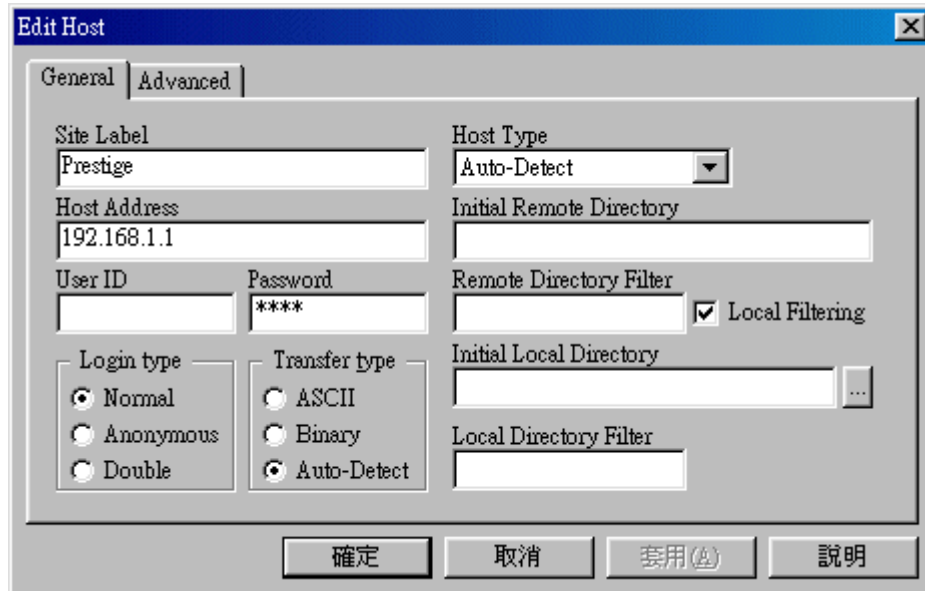 Edit Host
General Advanced
Site Label
Prestige
Host Address
192.168.1.1
User ID Password
****
Login type
Normal
Anonymous
Double
Transfer type
ASCII
Binary
Auto-Detect
Host Type
Auto-Detect
Initial Remote Directory
Remote Directory Filter
Local Filtering
Initial Local Directory
...
Local Directory Filter
確定 取消 套用(A) 說明